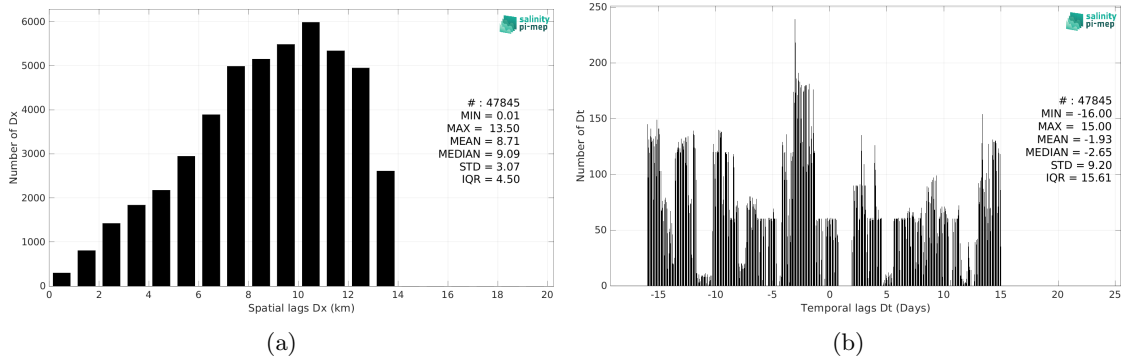 6000
5000
4000
3000
2000
1000
0
Number of Dx
0 2 4 6 8 10 12 14 16 18 20
Spatial lags Dx (km)
salinity
pi-mep
# : 47845
MIN = 0.01
MAX = 13.50
MEAN = 8.71
MEDIAN = 9.09
STD = 3.07
IQR = 4.50
(a)
250
200
150
100
50
0
Number of Dt
-15 -10 -5 0 5 10 15 20 25
Temporal lags Dt (Days)
salinity
pi-mep
# : 47845
MIN = -16.00
MAX = 15.00
MEAN = -1.93
MEDIAN = -2.65
STD = 9.20
IQR = 15.61
(b)